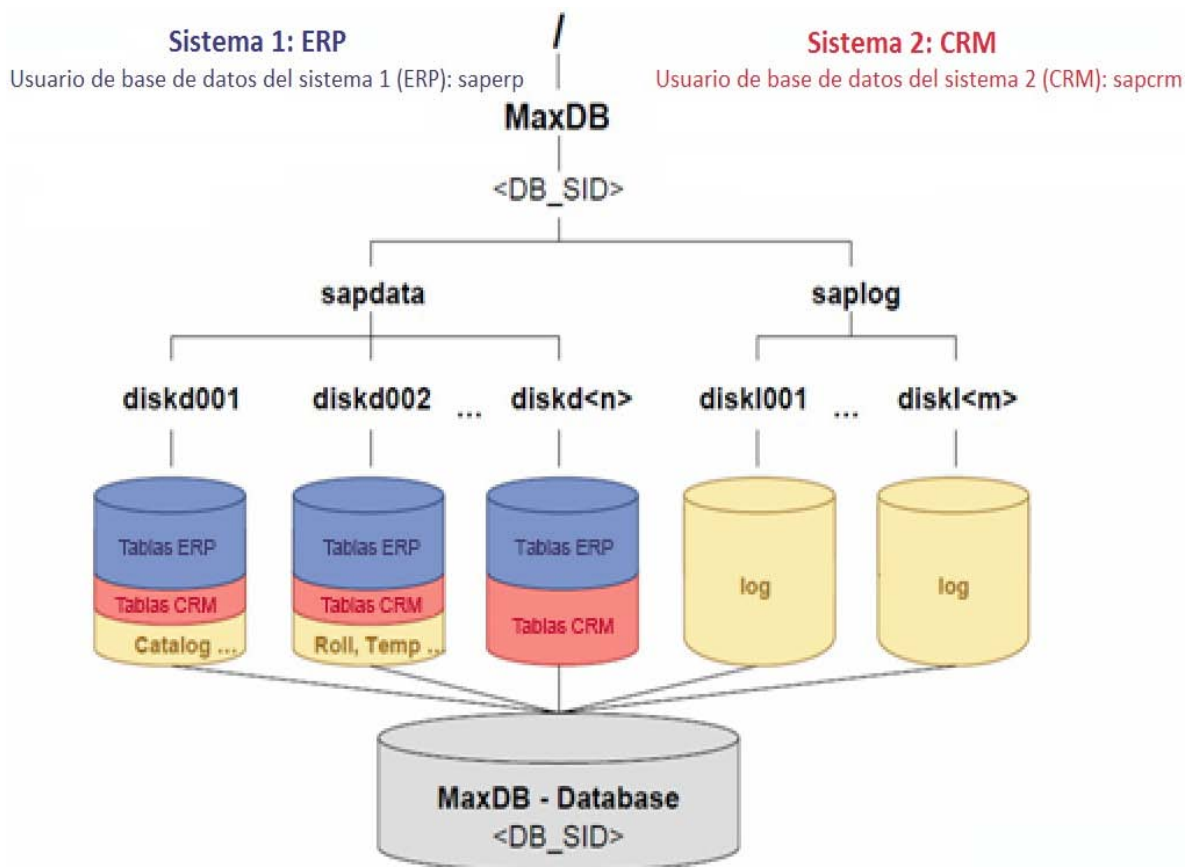 Sistema 1: ERP
Usuario de base de datos del sistema 1 (ERP): saperp
/
Sistema 2: CRM
Usuario de base de datos del sistema 2 (CRM): sapcrm
MaxDB
<DB_SID>
sapdata
saplog
diskd001
diskd002
...
diskd<n>
diskl001
...
diskl<m>
Tablas ERP
Tablas CRM
Catalog ...
Tablas ERP
Tablas CRM
Roll, Temp ...
Tablas ERP
Tablas CRM
log
log
MaxDB - Database
<DB_SID>